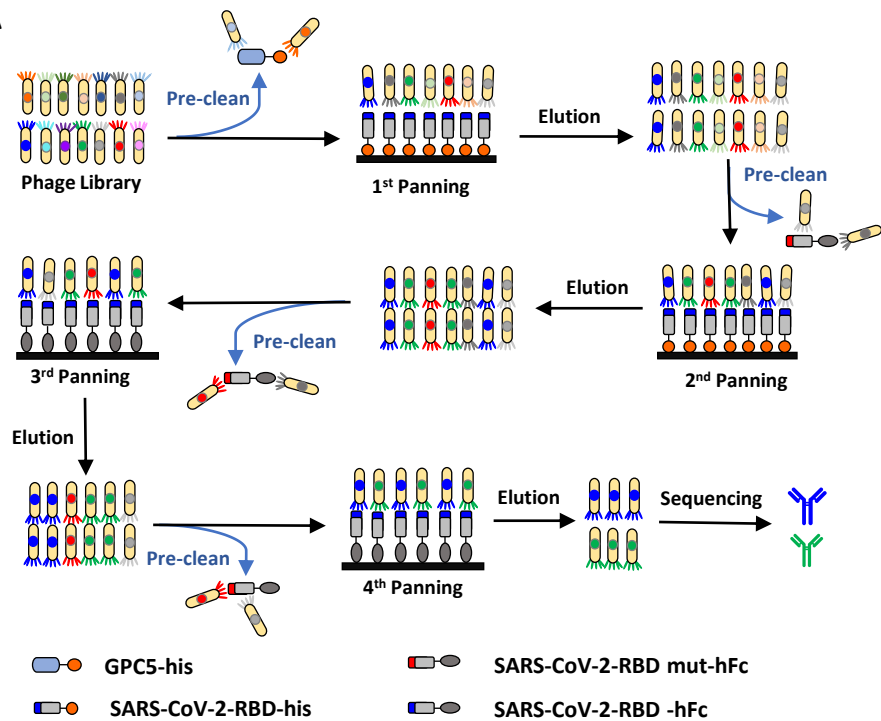 Pre-clean
Phage Library
1st Panning
Elution
Pre-clean
3rd Panning
Pre-clean
Elution
2nd Panning
Elution
Pre-clean
4th Panning
Elution
Sequencing
GPC5-his
SARS-CoV-2-RBD mut-hFc
SARS-CoV-2-RBD-his
SARS-CoV-2-RBD -hFc